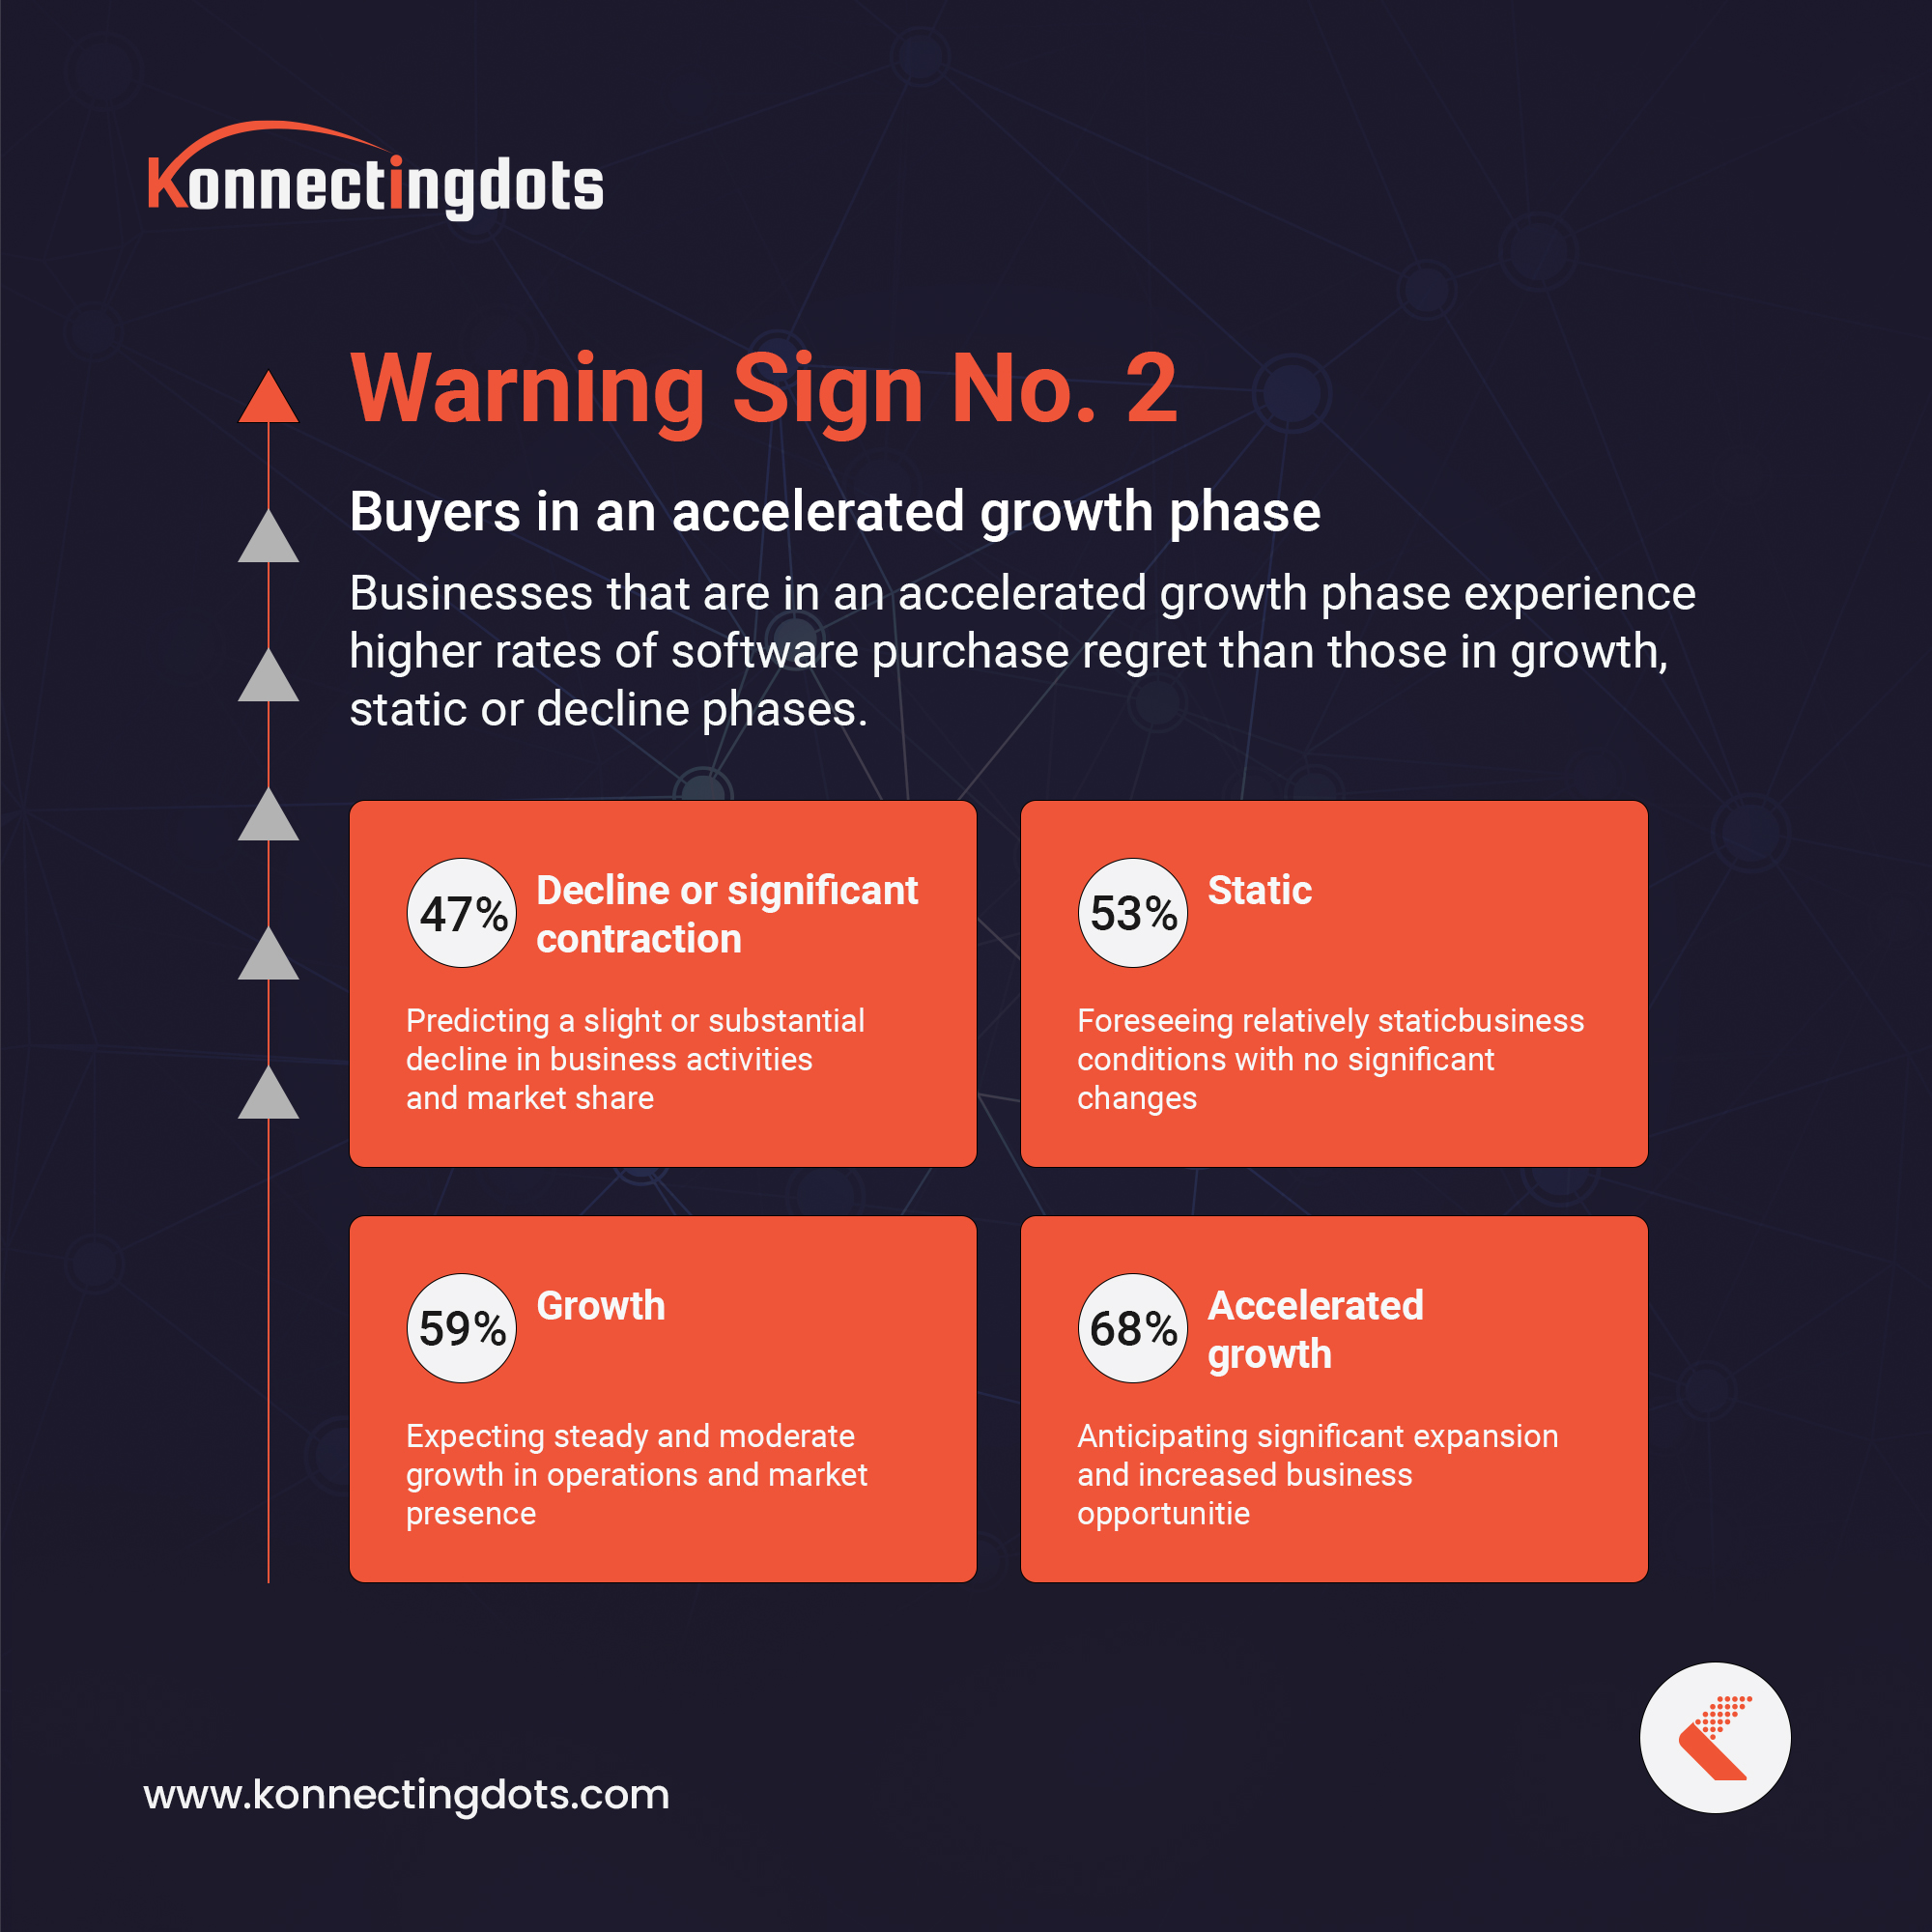 Konnectingdots
Warning Sign No. 2
Buyers in an accelerated growth phase
Businesses that are in an accelerated growth phase experience
higher rates of software purchase regret than those in growth,
static or decline phases.
47%
Decline or significant
contraction
Predicting a slight or substantial
decline in business activities
and market share
53%
Static
Foreseeing relatively staticbusiness
conditions with no significant
changes
59%
Growth
Expecting steady and moderate
growth in operations and market
presence
68%
Accelerated
growth
Anticipating significant expansion
and increased business
opportunitie
www.konnectingdots.com